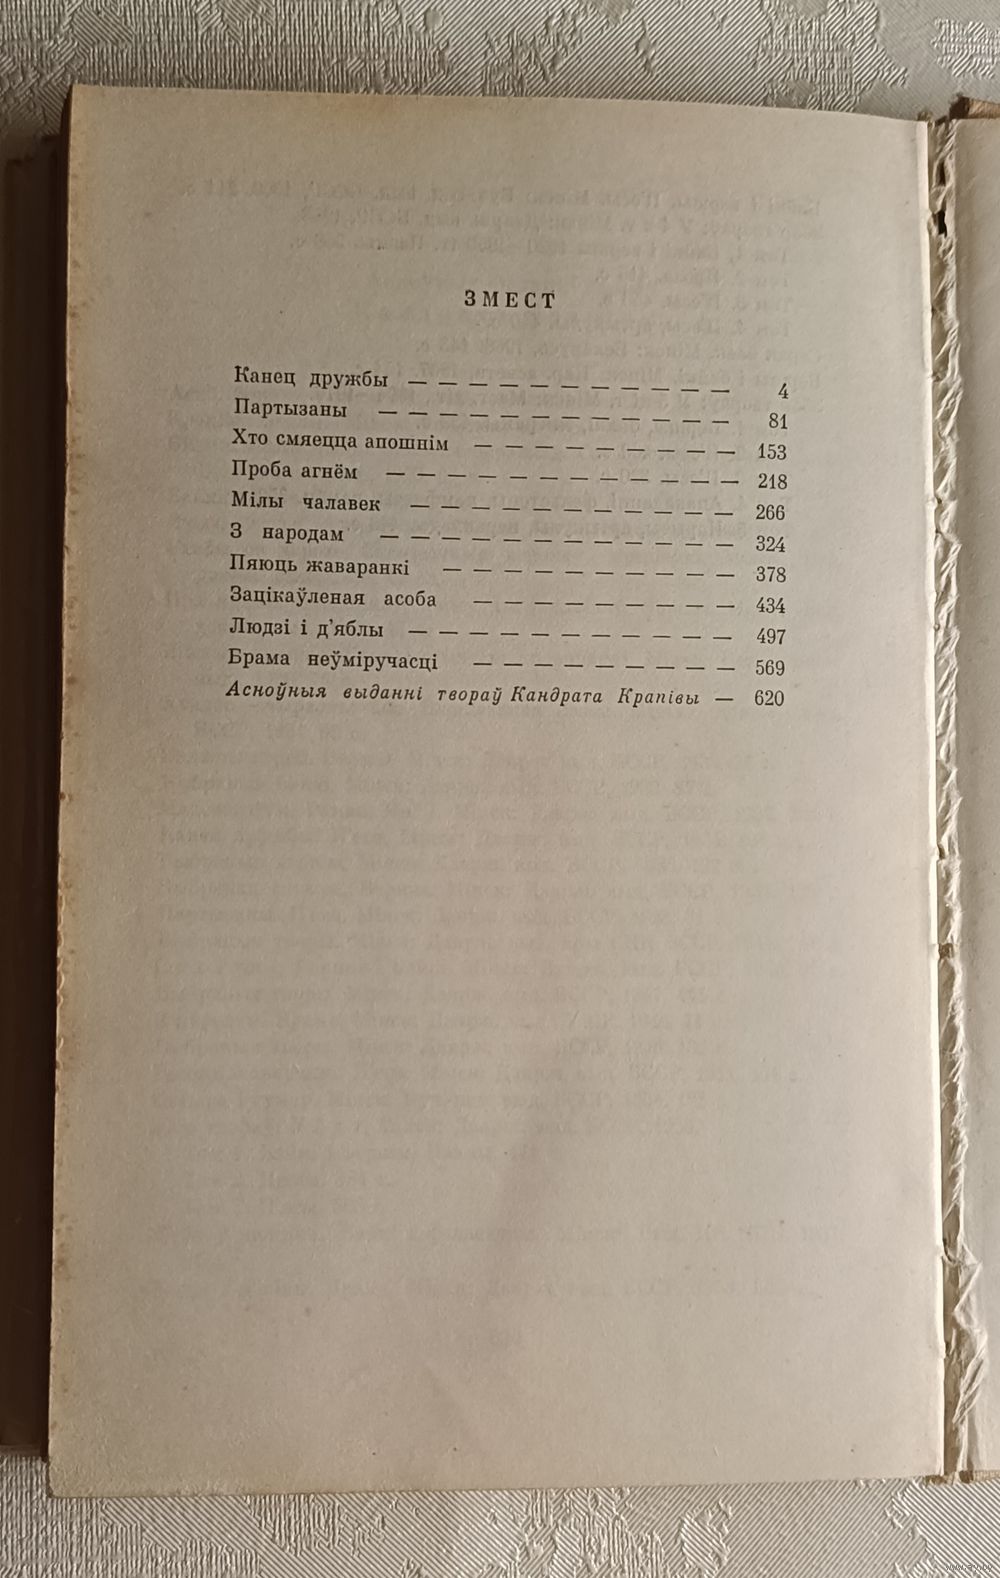 ЗМЕСТ
Канец дружбы — — — — — — — — — — — 4
Партызаны — — — — — — — — — — — — 81
Хто смяецца апошнім — — — — — — — — — 153
Проба агнём — — — — — — — — — — — — 218
Мілы чалавек — — — — — — — — — — — 266
З народам — — — — — — — — — — — — 324
Пяюць жаваранкі — — — — — — — — — — 378
Зацікаўленая асоба — — — — — — — — — 434
Людзі і д'яблы — — — — — — — — — — — 497
Брама неўміручасці — — — — — — — — — 569
Асноўныя выданні твораў Кандрата Крапівы — 620